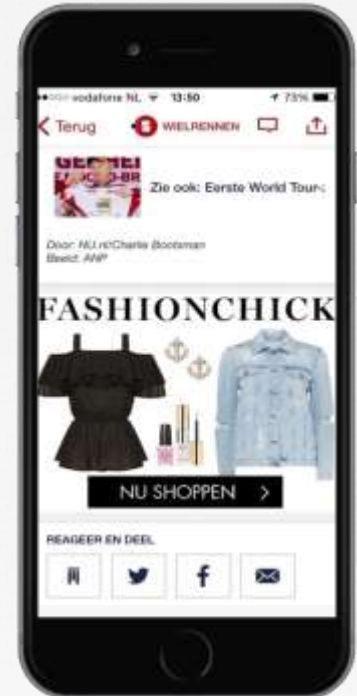 vodafone NL 13:50 73%
Terug WIELRENNEN
Zie ook: Eerste World Tour-
Door: NU.nl/Charlie Bootsman
Beeld: ANP
FASHIONCHICK
NU SHOPPEN >
REAGEER EN DEEL